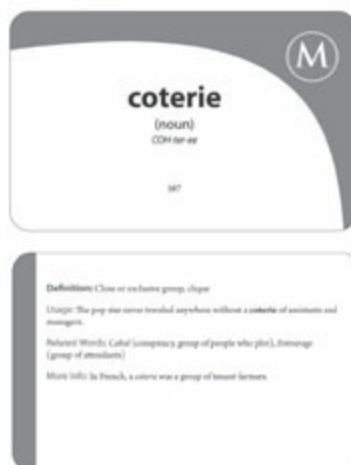 M
coterie
(noun)
COH-ter-ee
Definition: Close or exclusive group, clique
Usage: The pop star never traveled anywhere without a coterie of assistants and
managers.
Related Words: Cabal (conspiracy, group of people who plot), Entourage
(group of attendants)
More Info: In French, a coterie was a group of tenant farmers.